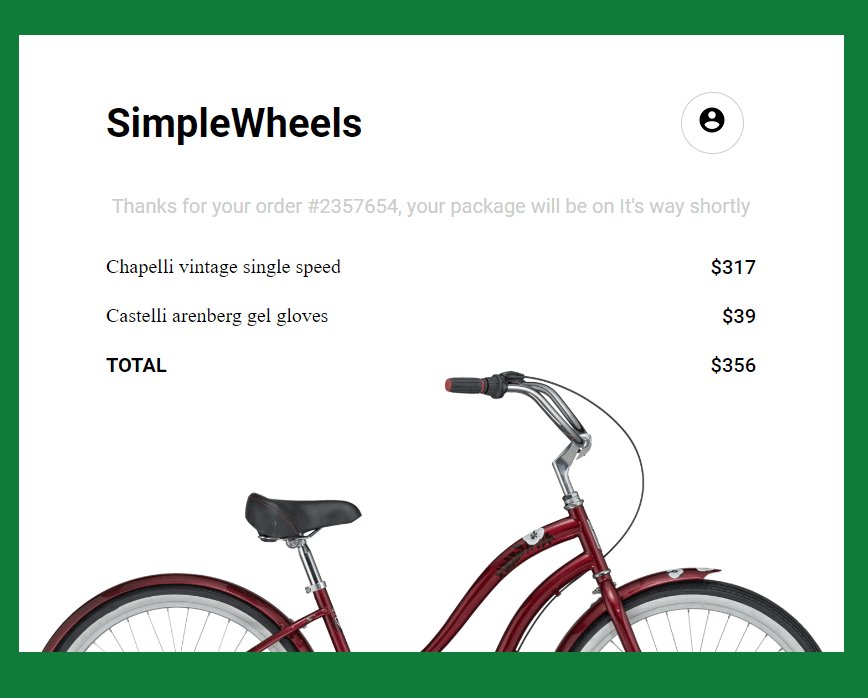 SimpleWheels
Thanks for your order #2357654, your package will be on It's way shortly
Chapelli vintage single speed $317
Castelli arenberg gel gloves $39
TOTAL $356